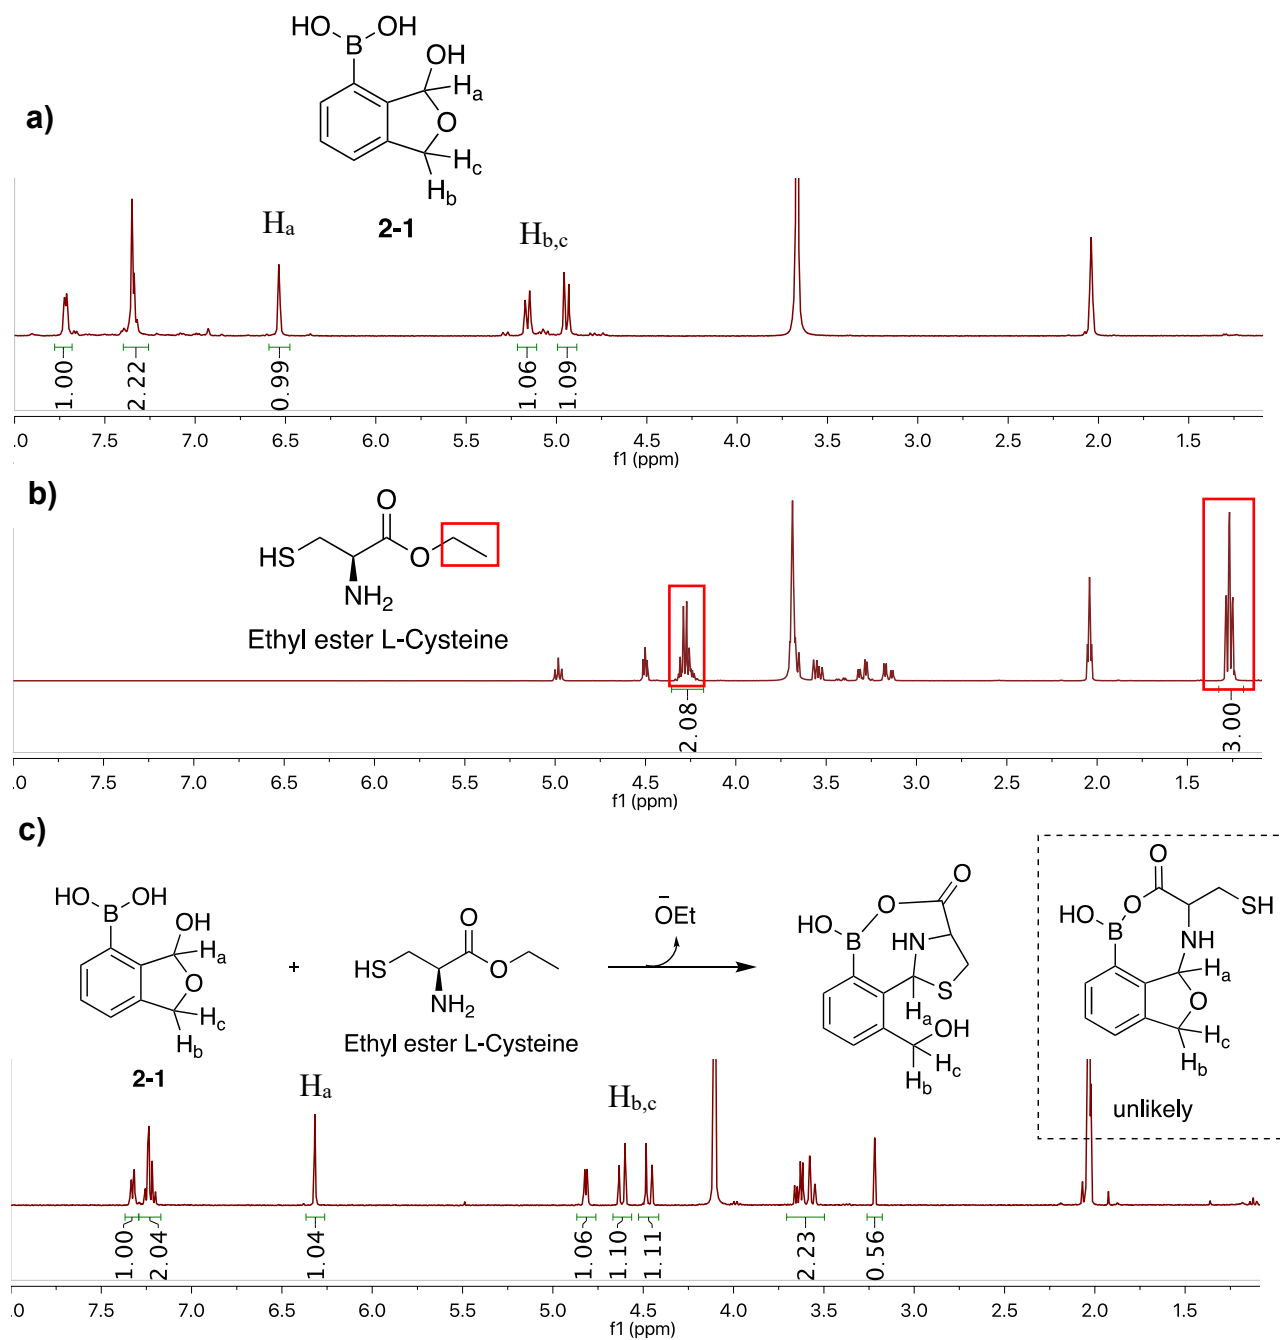 a)
HO OH
B
OH
Ha
O
Hc
Hb
2-1
Ha
Hb,c
1.00 2.22 0.99 1.06 1.09
.0 7.5 7.0 6.5 6.0 5.5 5.0 4.5 4.0 3.5 3.0 2.5 2.0 1.5
f1 (ppm)
b)
O
HS
O
NH2
Ethyl ester L-Cysteine
2.08 3.00
7.5 7.0 6.5 6.0 5.5 5.0 4.5 4.0 3.5 3.0 2.5 2.0 1.5
f1 (ppm)
c)
HO OH
B
OH
Ha
O
Hc
Hb
2-1
+
O
HS
O
NH2
Ethyl ester L-Cysteine
OEt
O
O
HO
B
HN
S
Ha
OH
Hc
Hb
O
O
SH
HO
B
NH
Ha
O
Hc
Hb
unlikely
Ha
Hb,c
1.00 2.04 1.04 1.06 1.10 1.11 2.23 0.56
.0 7.5 7.0 6.5 6.0 5.5 5.0 4.5 4.0 3.5 3.0 2.5 2.0 1.5
f1 (ppm)